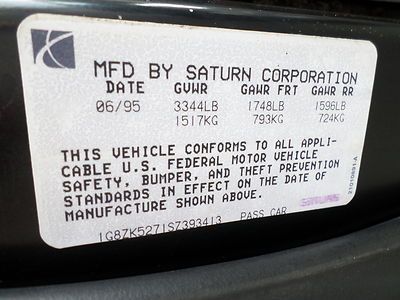 MFD BY SATURN CORPORATION
DATE GVWR GAWR FRT GAWR RR
06/95 3344LB 1748LB 1596LB
1517KG 793KG 724KG
THIS VEHICLE CONFORMS TO ALL APPLI-
CABLE U.S. FEDERAL MOTOR VEHICLE
SAFETY, BUMPER, AND THEFT PREVENTION
STANDARDS IN EFFECT ON THE DATE OF
MANUFACTURE SHOWN ABOVE.
1G8ZK5271SZ393413 PASS CAR
21010891-A